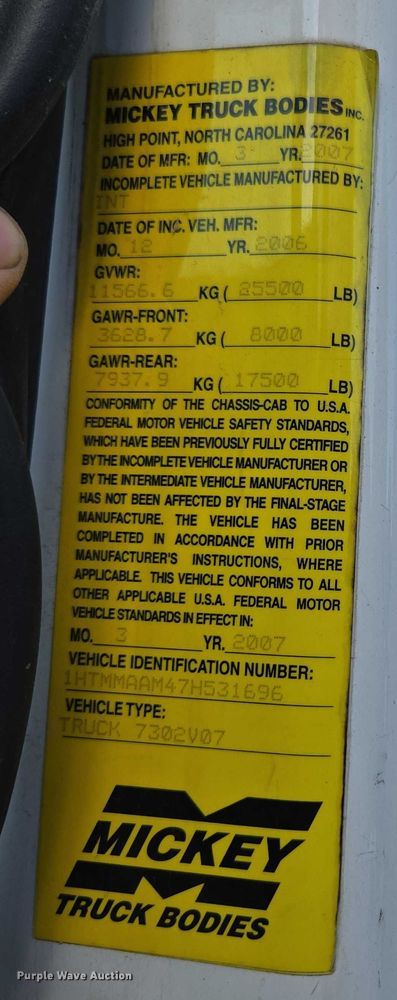 MANUFACTURED BY:
MICKEY TRUCK BODIES INC.
HIGH POINT, NORTH CAROLINA 27261
DATE OF MFR: MO. 3 YR. 2007
INCOMPLETE VEHICLE MANUFACTURED BY:
INT
DATE OF INC. VEH. MFR:
MO. 12 YR. 2006
GVWR:
11566.6 KG ( 25500 LB)
GAWR-FRONT:
3628.7 KG ( 8000 LB)
GAWR-REAR:
7937.9 KG ( 17500 LB)
CONFORMITY OF THE CHASSIS-CAB TO U.S.A.
FEDERAL MOTOR VEHICLE SAFETY STANDARDS,
WHICH HAVE BEEN PREVIOUSLY FULLY CERTIFIED
BY THE INCOMPLETE VEHICLE MANUFACTURER OR
BY THE INTERMEDIATE VEHICLE MANUFACTURER,
HAS NOT BEEN AFFECTED BY THE FINAL-STAGE
MANUFACTURE. THE VEHICLE HAS BEEN
COMPLETED IN ACCORDANCE WITH PRIOR
MANUFACTURER'S INSTRUCTIONS, WHERE
APPLICABLE. THIS VEHICLE CONFORMS TO ALL
OTHER APPLICABLE U.S.A. FEDERAL MOTOR
VEHICLE STANDARDS IN EFFECT IN:
MO. 3 YR. 2007
VEHICLE IDENTIFICATION NUMBER:
1HTMMAAM47H531696
VEHICLE TYPE:
TRUCK 7302V07
MICKEY
TRUCK BODIES
Purple Wave Auction